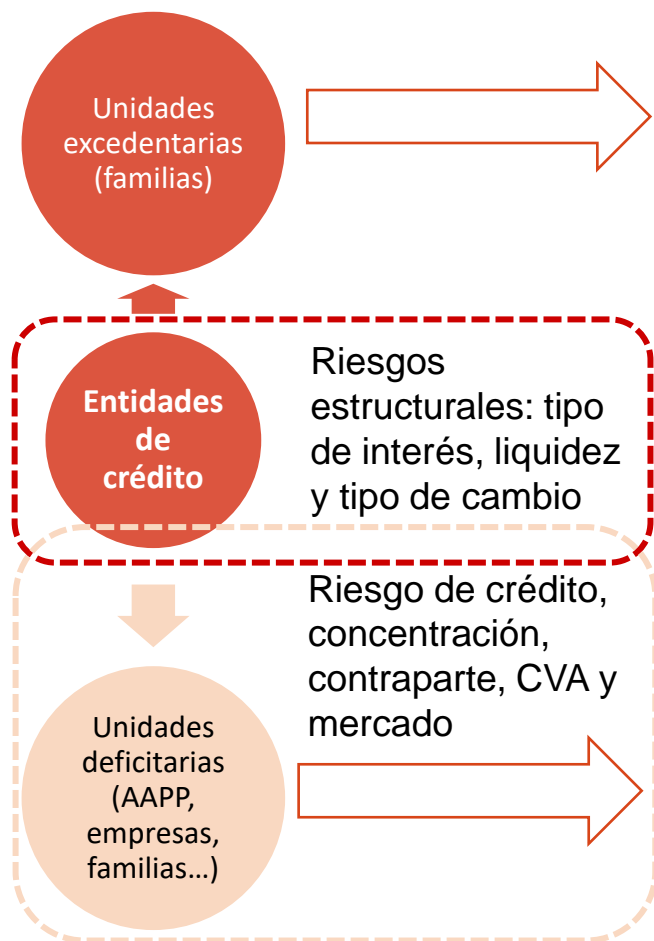 Unidades
excedentarias
(familias)
Entidades
de
crédito
Riesgos
estructurales: tipo
de interés, liquidez
y tipo de cambio
Riesgo de crédito,
concentración,
contraparte, CVA y
mercado
Unidades
deficitarias
(AAPP,
empresas,
familias…)